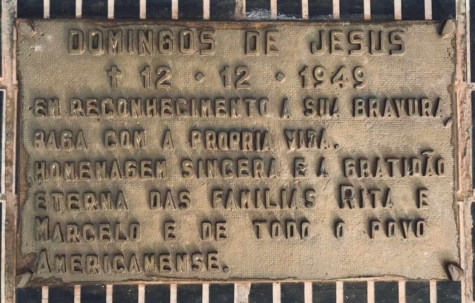 DOMINGOS DE JESUS
† 12 • 12 • 1949
EM RECONHECIMENTO A SUA BRAVURA
PAGA COM A PROPRIA VIDA.
HOMENAGEM SINCERA E A GRATIDÃO
ETERNA DAS FAMILIAS RITA E
MARCELO E DE TODO O POVO
AMERICANENSE.